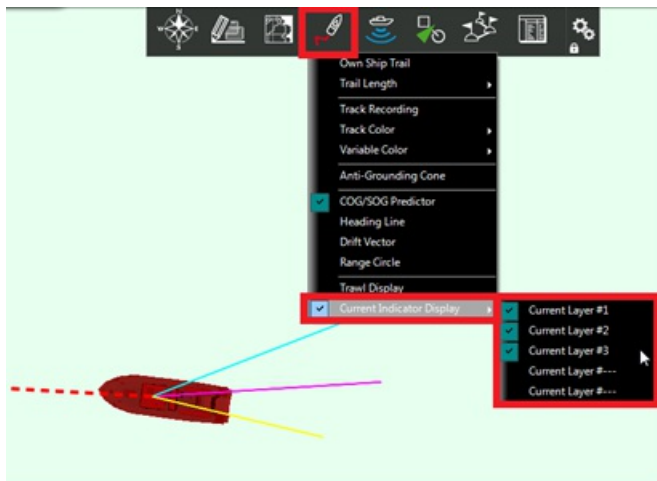 Own Ship Trail
Trail Length
Track Recording
Track Color
Variable Color
Anti-Grounding Cone
COG/SOG Predictor
Heading Line
Drift Vector
Range Circle
Trawl Display
Current Indicator Display
Current Layer #1
Current Layer #2
Current Layer #3
Current Layer #---
Current Layer #---